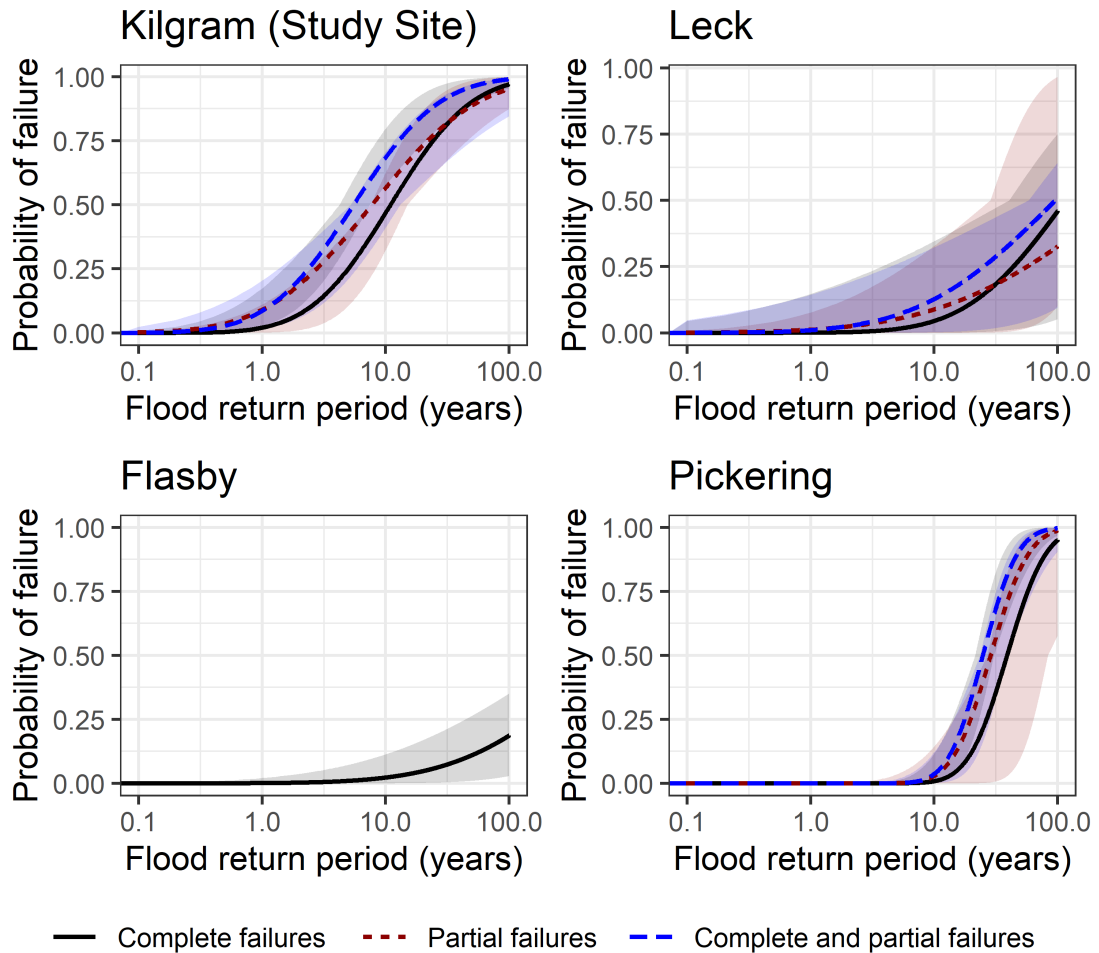 Kilgram (Study Site)
Probability of failure
1.00
0.75
0.50
0.25
0.00
0.1 1.0 10.0 100.0
Flood return period (years)
Leck
Probability of failure
1.00
0.75
0.50
0.25
0.00
0.1 1.0 10.0 100.0
Flood return period (years)
Flasby
Probability of failure
1.00
0.75
0.50
0.25
0.00
0.1 1.0 10.0 100.0
Flood return period (years)
Pickering
Probability of failure
1.00
0.75
0.50
0.25
0.00
0.1 1.0 10.0 100.0
Flood return period (years)
Complete failures Partial failures Complete and partial failures